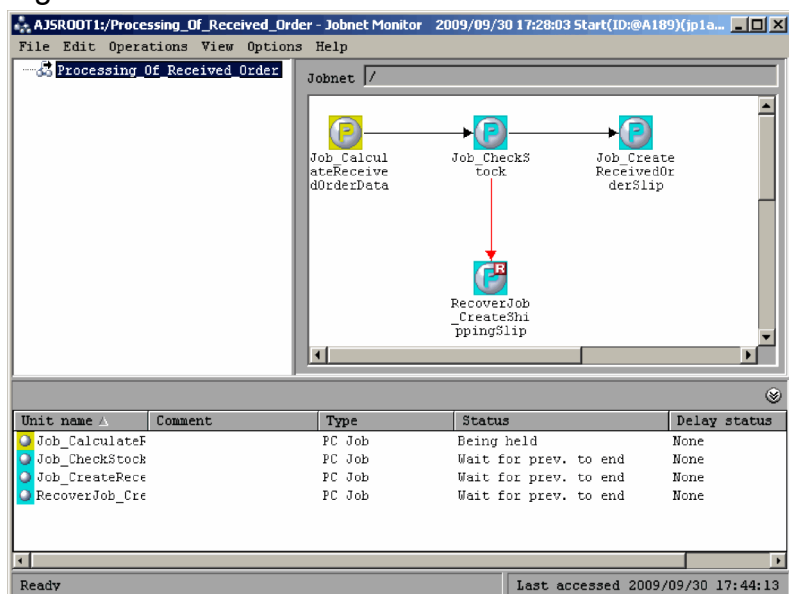 AJSROOT1:/Processing_Of_Received_Order - Jobnet Monitor 2009/09/30 17:28:03 Start(ID:@A189)(jp1a...
File Edit Operations View Options Help
Processing_Of_Received_Order
Jobnet /
Job_Calcul
ateReceive
dOrderData
Job_CheckS
tock
Job_Create
ReceivedOr
derSlip
RecoverJob
_CreateShi
ppingSlip
Unit name Comment Type Status Delay status
Job_CalculateR PC Job Being held None
Job_CheckStock PC Job Wait for prev. to end None
Job_CreateRece PC Job Wait for prev. to end None
RecoverJob_Cre PC Job Wait for prev. to end None
Ready Last accessed 2009/09/30 17:44:13